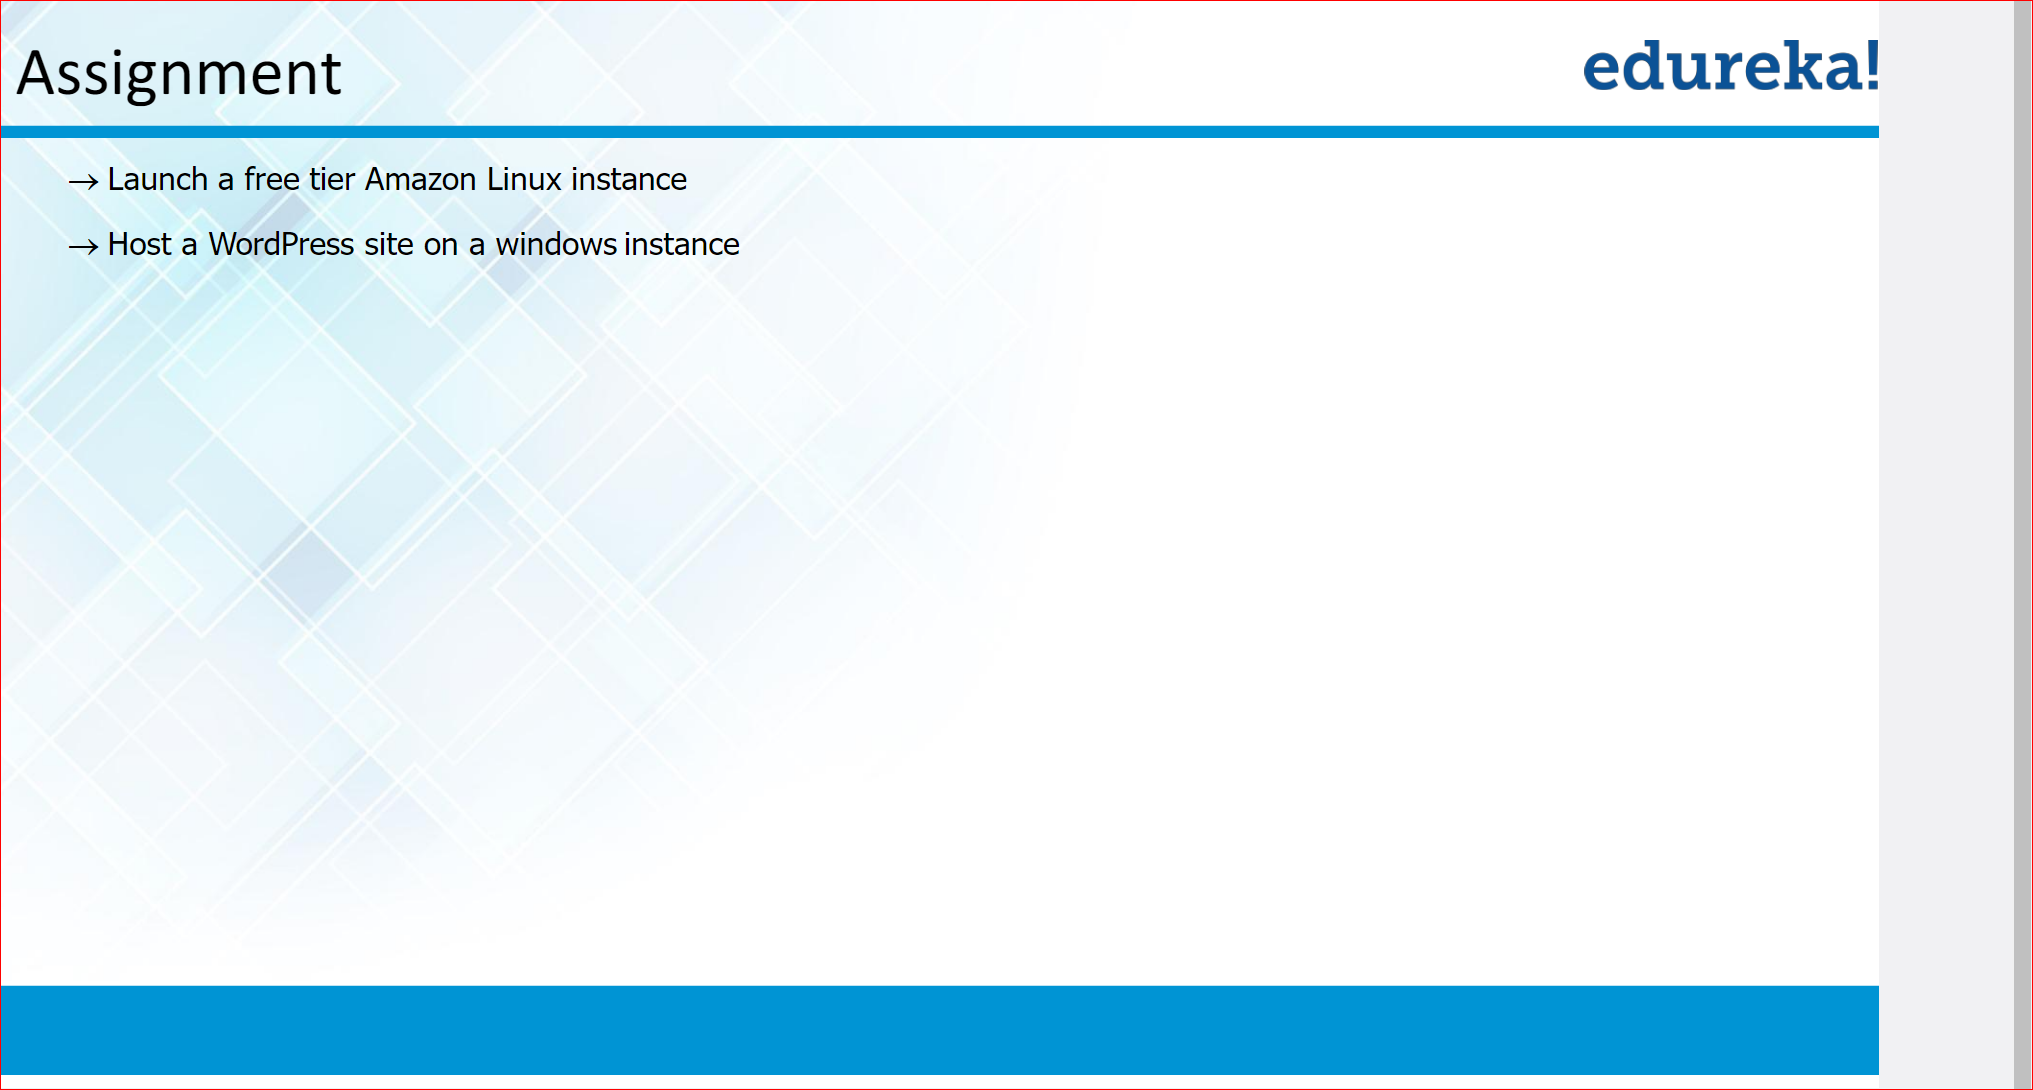 Assignment
edureka!
→ Launch a free tier Amazon Linux instance
→ Host a WordPress site on a windows instance